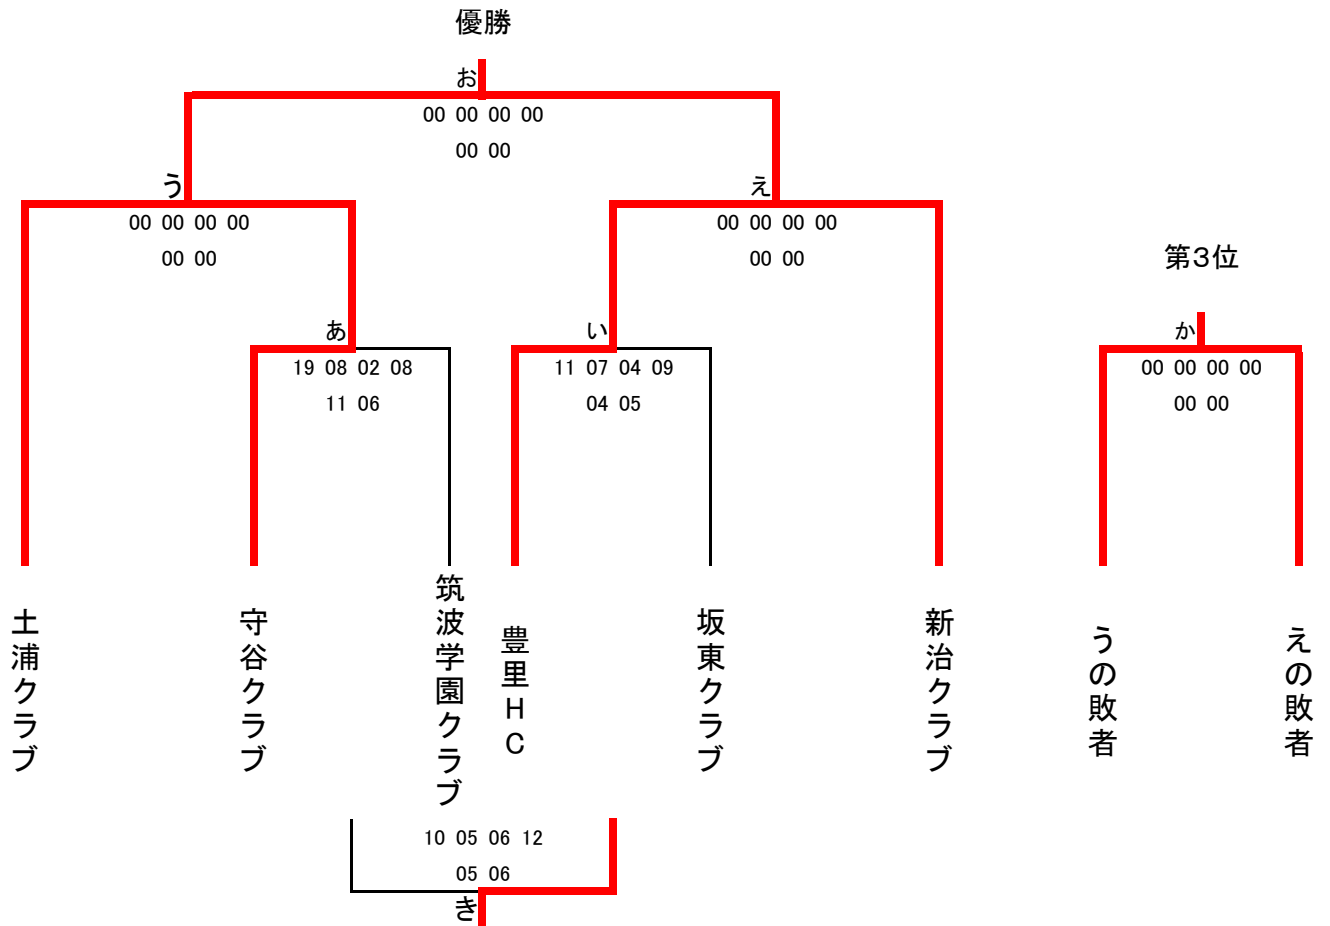 優勝
お
00 00 00 00
00 00
う
え
00 00 00 00
00 00 00 00
00 00
00 00
第3位
あ
い
か
19 08 02 08
11 07 04 09
00 00 00 00
11 06
04 05
00 00
土浦クラブ
守谷クラブ
筑波学園クラブ
豊里HC
坂東クラブ
新治クラブ
うの敗者
えの敗者
10 05 06 12
05 06
き